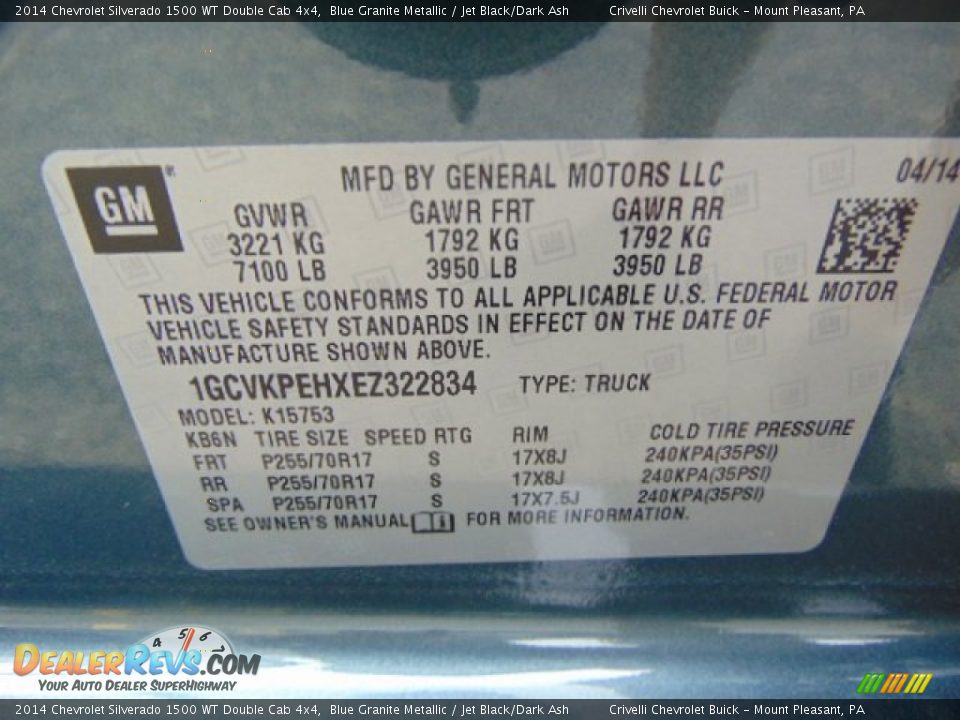 2014 Chevrolet Silverado 1500 WT Double Cab 4x4, Blue Granite Metallic / Jet Black/Dark Ash Crivelli Chevrolet Buick - Mount Pleasant, PA
GM
MFD BY GENERAL MOTORS LLC 04/14
GVWR GAWR FRT GAWR RR
3221 KG 1792 KG 1792 KG
7100 LB 3950 LB 3950 LB
THIS VEHICLE CONFORMS TO ALL APPLICABLE U.S. FEDERAL MOTOR
VEHICLE SAFETY STANDARDS IN EFFECT ON THE DATE OF
MANUFACTURE SHOWN ABOVE.
1GCVKPEHXEZ322834 TYPE: TRUCK
MODEL: K15753
KB6N TIRE SIZE SPEED RTG RIM COLD TIRE PRESSURE
FRT P255/70R17 S 17X8J 240KPA(35PSI)
RR P255/70R17 S 17X8J 240KPA(35PSI)
SPA P255/70R17 S 17X7.5J 240KPA(35PSI)
SEE OWNER'S MANUAL FOR MORE INFORMATION.
4 5 6
DEALERREVS.COM
YOUR AUTO DEALER SUPERHIGHWAY
2014 Chevrolet Silverado 1500 WT Double Cab 4x4, Blue Granite Metallic / Jet Black/Dark Ash Crivelli Chevrolet Buick - Mount Pleasant, PA